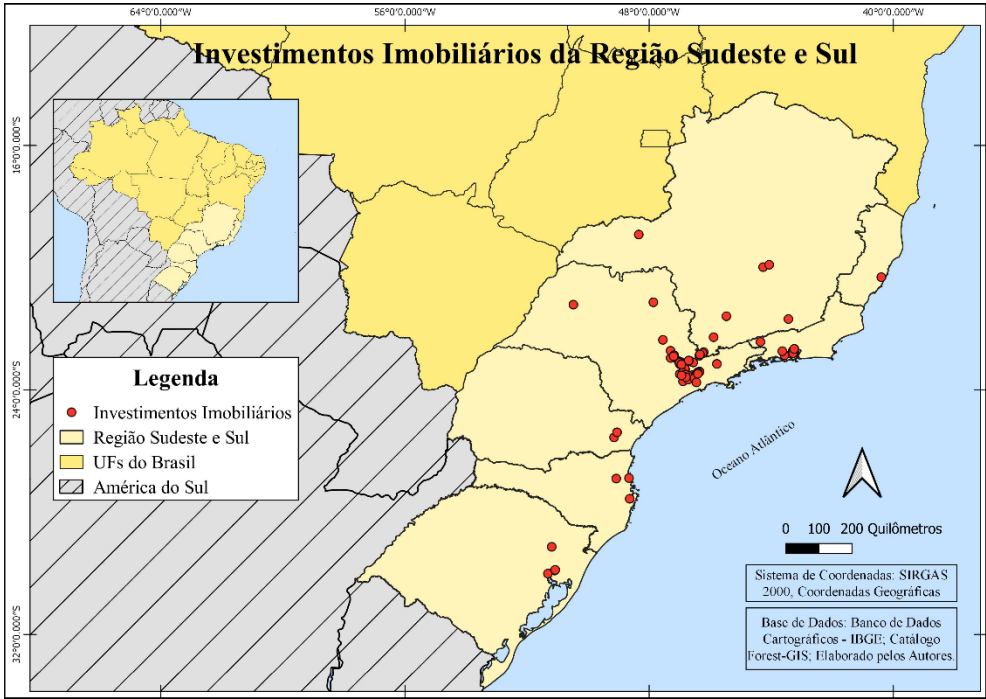 64°0'0.000"W
56°0'0.000"W
48°0'0.000"W
40°0'0.000"W
Investimentos Imobiliários da Região Sudeste e Sul
16°0'0.000"S
24°0'0.000"S
32°0'0.000"S
Legenda
Investimentos Imobiliários
Região Sudeste e Sul
UFs do Brasil
América do Sul
Oceano Atlântico
0 100 200 Quilômetros
Sistema de Coordenadas: SIRGAS
2000, Coordenadas Geográficas
Base de Dados: Banco de Dados
Cartográficos - IBGE; Catálogo
Forest-GIS; Elaborado pelos Autores.